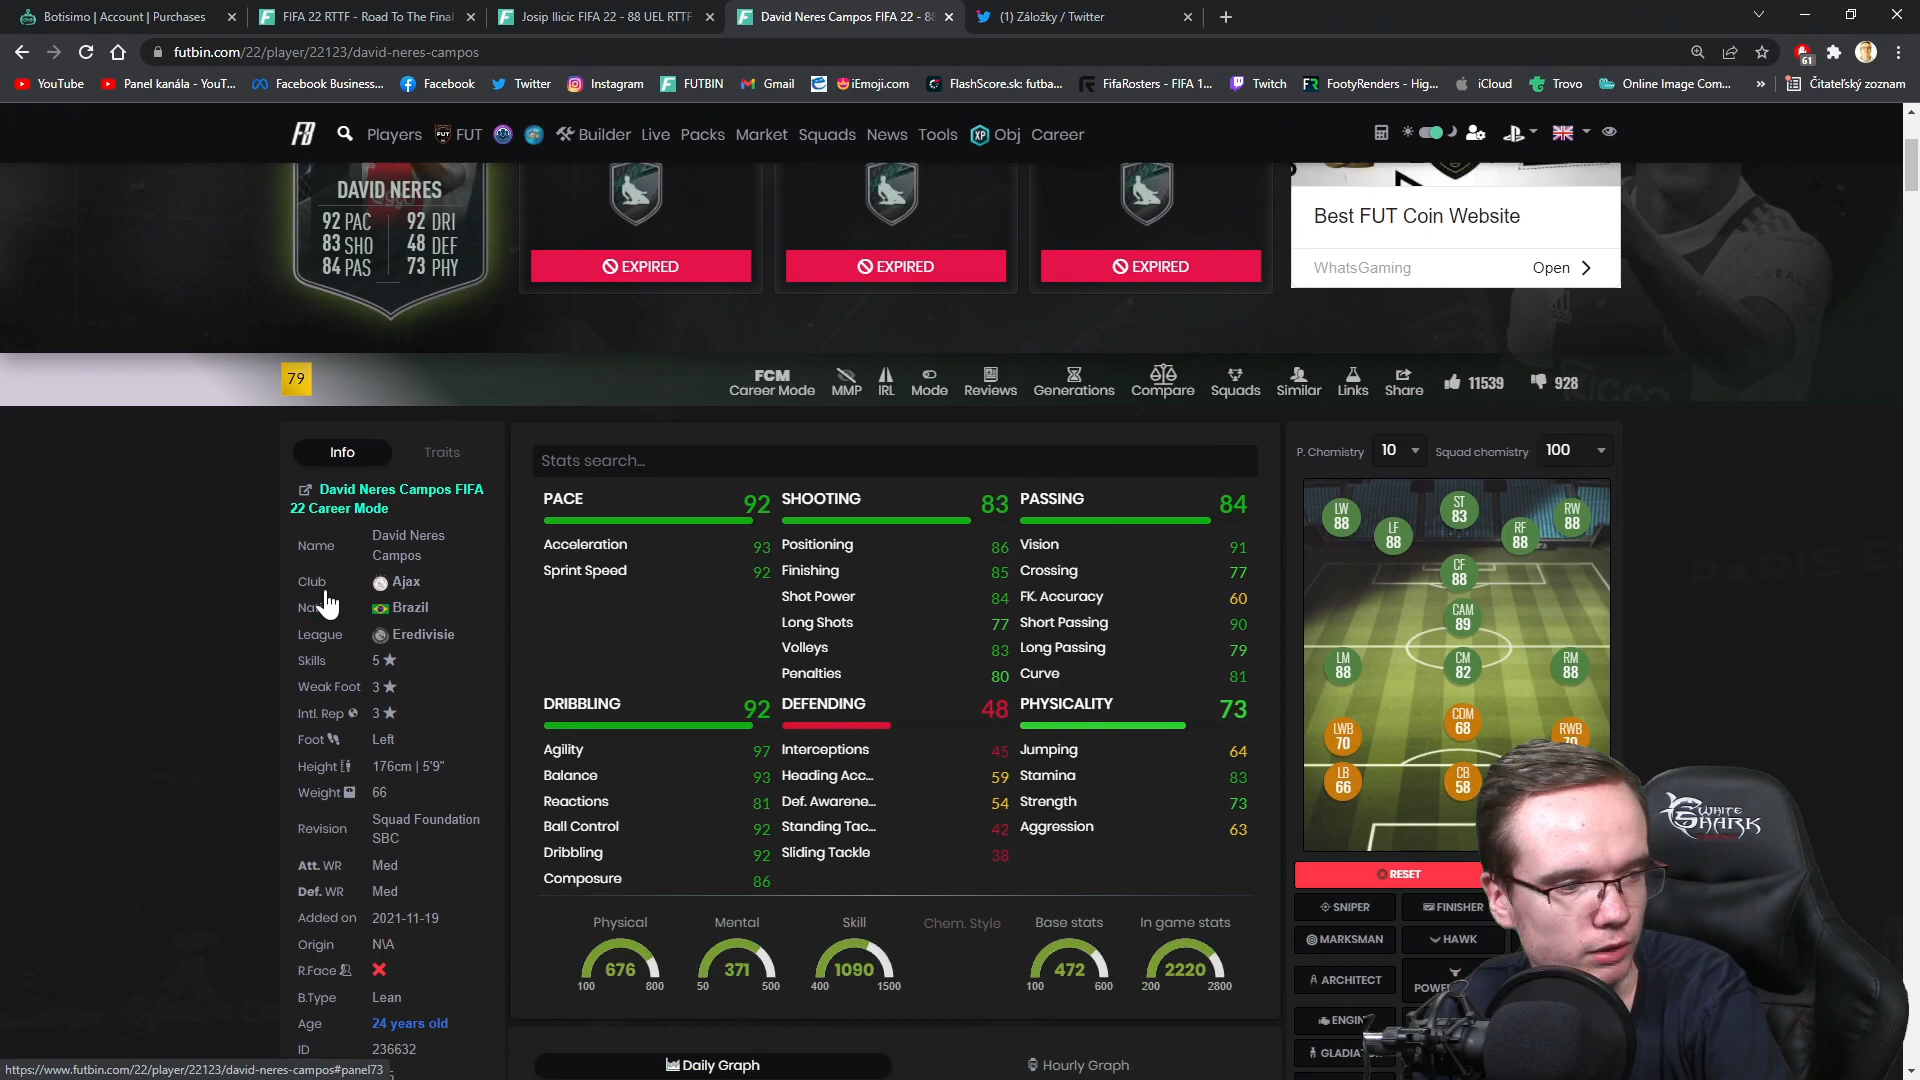 Botisimo | Account | Purchases
FIFA 22 RTTF - Road To The Final
Josip Ilicic FIFA 22 - 88 UEL RTTF
David Neres Campos FIFA 22 - 88
(1) Záložky / Twitter
futbin.com/22/player/22123/david-neres-campos
61
YouTube
Panel kanála - YouT...
Facebook Business...
Facebook
Twitter
Instagram
FUTBIN
Gmail
iEmoji.com
FlashScore.sk: futba...
FifaRosters - FIFA 1...
Twitch
FootyRenders - Hig...
iCloud
Trovo
Online Image Com...
»
Čitateľský zoznam
Players
FUT
Builder
Live
Packs
Market
Squads
News
Tools
XP Obj
Career
DAVID NERES
92 PAC 92 DRI
83 SHO 48 DEF
84 PAS 73 PHY
EXPIRED
EXPIRED
EXPIRED
Best FUT Coin Website
WhatsGaming
Open
79
FCM
Career Mode
MMP
IRL
Mode
Reviews
Generations
Compare
Squads
Similar
Links
Share
11539
928
Info
Traits
David Neres Campos FIFA
22 Career Mode
Name David Neres
Campos
Club Ajax
Brazil
League Eredivisie
Skills 5
Weak Foot 3
Intl. Rep 3
Foot Left
Height 176cm | 5'9"
Weight 66
Revision Squad Foundation
SBC
Att. WR Med
Def. WR Med
Added on 2021-11-19
Origin N\A
R.Face
B.Type Lean
Age 24 years old
ID 236632
Stats search...
PACE 92
Acceleration 93
Sprint Speed 92
SHOOTING 83
Positioning 86
Finishing 85
Shot Power 84
Long Shots 77
Volleys 83
Penalties 80
PASSING 84
Vision 91
Crossing 77
FK. Accuracy 60
Short Passing 90
Long Passing 79
Curve 81
DRIBBLING 92
Agility 97
Balance 93
Reactions 81
Ball Control 92
Dribbling 92
Composure 86
DEFENDING 48
Interceptions 45
Heading Acc... 59
Def. Awarene... 54
Standing Tac... 42
Sliding Tackle 38
PHYSICALITY 73
Jumping 64
Stamina 83
Strength 73
Aggression 63
Physical
676
100 800
Mental
371
50 500
Skill
1090
400 1500
Chem. Style
Base stats
472
100 600
In game stats
2220
200 2800
Daily Graph
Hourly Graph
P. Chemistry 10
Squad chemistry 100
LW 88
ST 83
RW 88
LF 88
RF 88
CF 88
CAM 89
LM 88
CM 82
RM 88
LWB 70
CDM 68
RWB
LB 66
CB 58
RESET
SNIPER
FINISHER
MARKSMAN
HAWK
ARCHITECT
WHITE
SHARK
https://www.futbin.com/22/player/22123/david-neres-campos#panel73